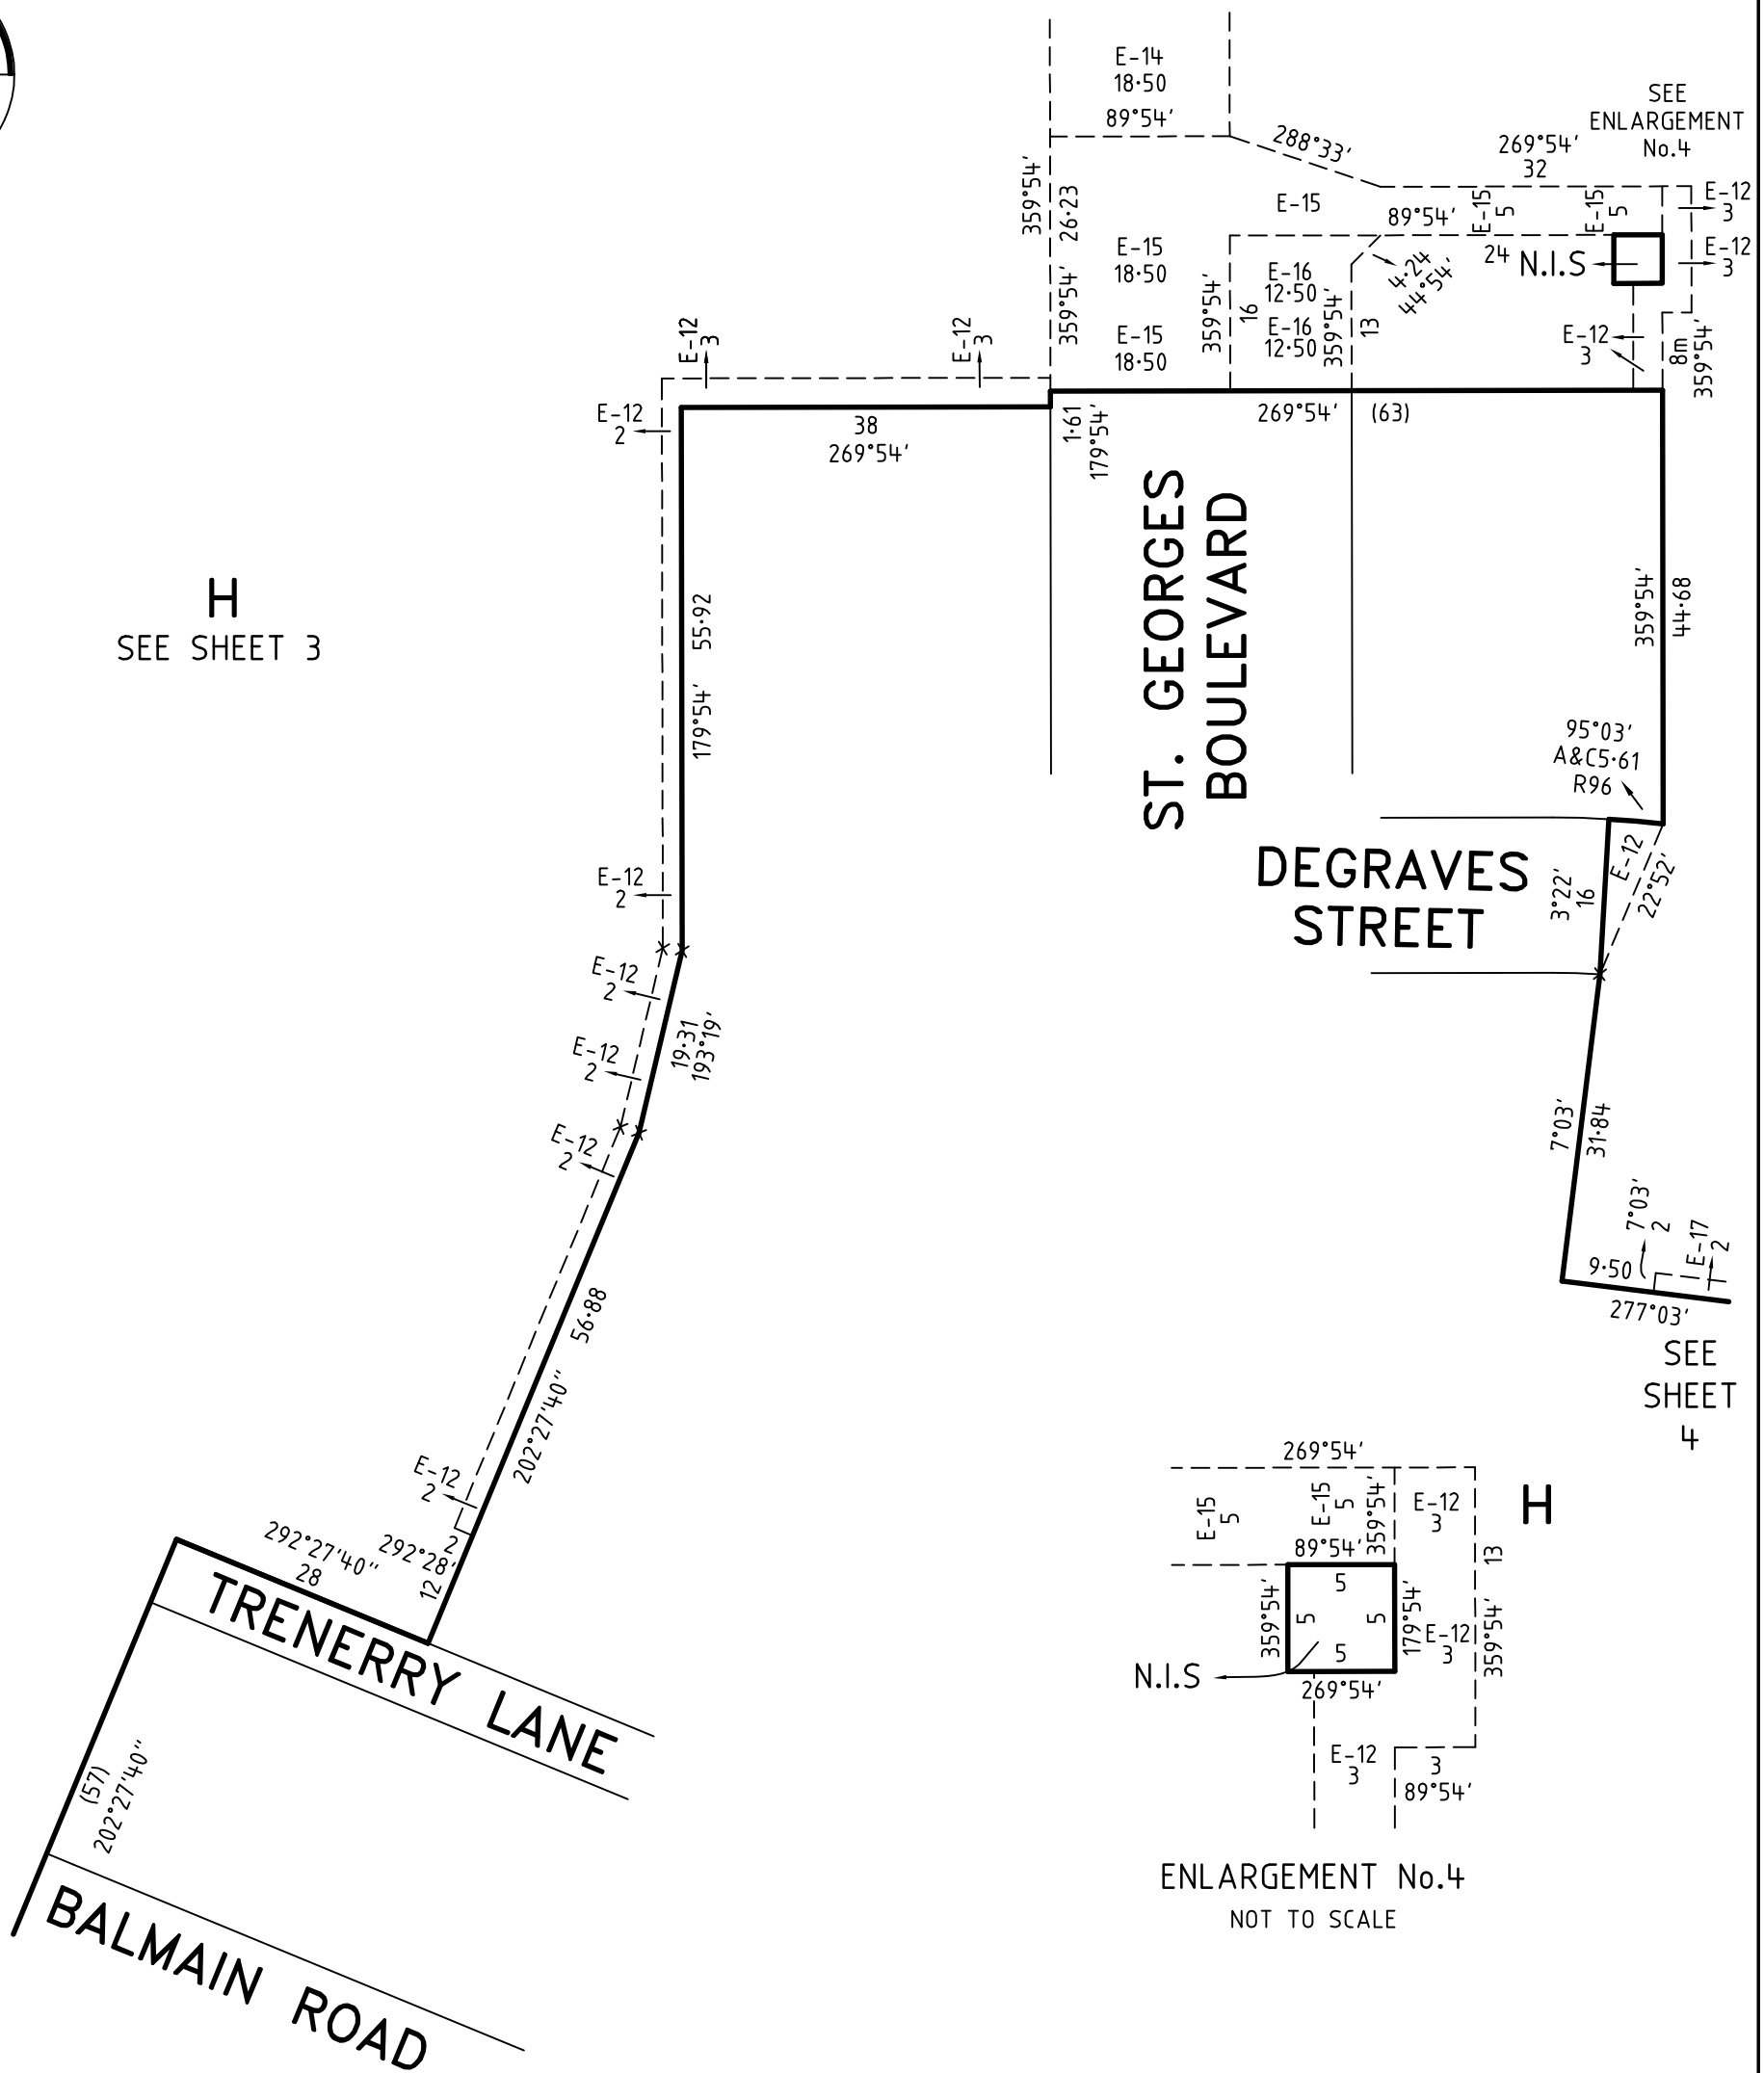 E-14
18·50
89°54'
288°33'
SEE
ENLARGEMENT
No.4
269°54'
32
359°54'
26·23
E-15
89°54'
E-15
5
E-15
5
E-12
3
E-12
3
E-15
18·50
E-16
12·50
24
N.I.S
4·24
44°54'
359°54'
359°54'
16
E-16
12·50
359°54'
13
E-15
18·50
E-12
3
8m
359°54'
E-12
3
E-12
3
E-12
2
38
269°54'
1·61
179°54'
269°54'
(63)
ST. GEORGES
BOULEVARD
H
SEE SHEET 3
179°54' 55·92
359°54'
44·68
95°03'
A&C5·61
R96
DEGRAVES
STREET
3°22'
16
E-12
22°52'
E-12
2
E-12
2
E-12
2
19·31
193°19'
E-12
2
7°03'
31·84
7°03'
2
E-17
2
9·50
277°03'
SEE
SHEET
4
202°27'40" 56·88
E-12
2
2
292°28'
12
292°27'40"
28
TRENERRY LANE
(57)
202°27'40"
BALMAIN ROAD
269°54'
E-15
5
E-15
5
359°54'
E-12
3
H
89°54'
13
359°54'
5
5
5
5
359°54'
179°54'
E-12
3
N.I.S
269°54'
E-12
3
3
89°54'
ENLARGEMENT No.4
NOT TO SCALE